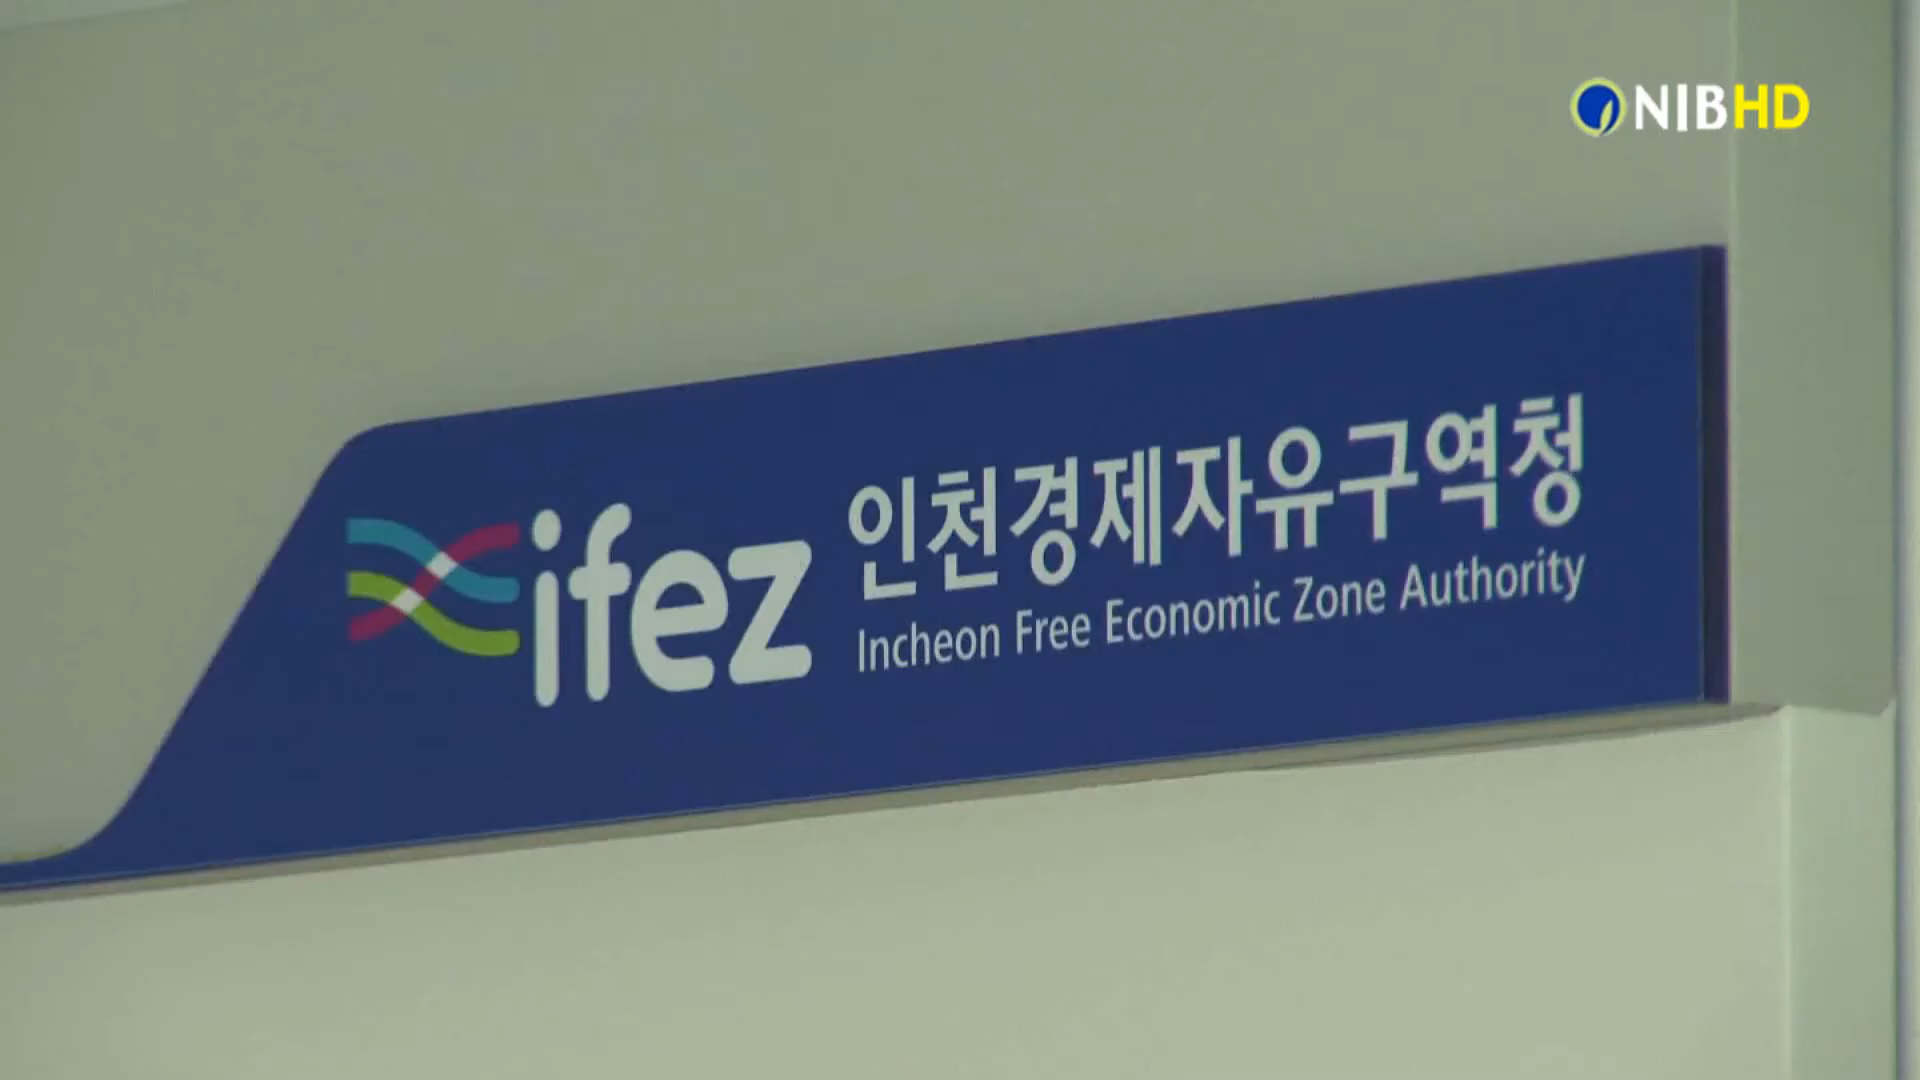 NIBHD
ifez
인천경제자유구역청
Incheon Free Economic Zone Authority